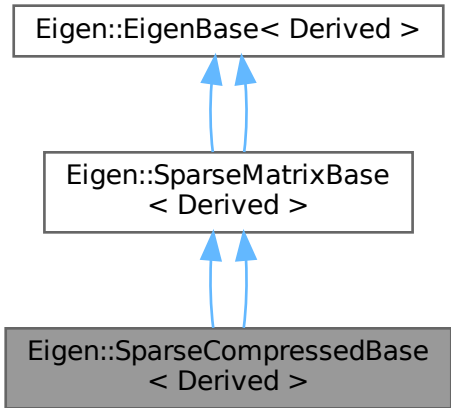 Eigen::EigenBase< Derived >
Eigen::SparseMatrixBase
< Derived >
Eigen::SparseCompressedBase
< Derived >